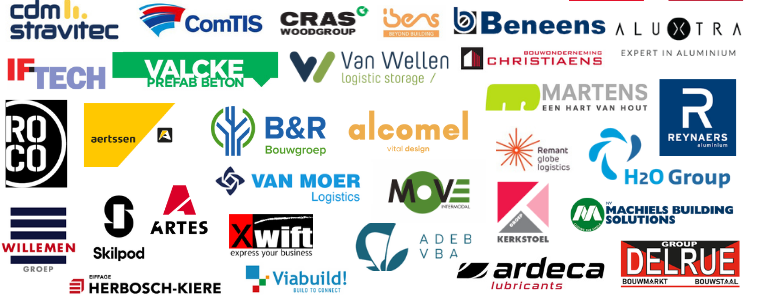 cdm
stravitec
ComTIS
CRAS
WOODGROUP
ibens
BEYOND BUILDING
Beneens
ALUXTRA
EXPERT IN ALUMINIUM
IFTECH
VALCKE
PREFAB BETON
Van Wellen
logistic storage /
BOUWONDERNEMING
CHRISTIAENS
MARTENS
EEN HART VAN HOUT
ROCO
aertssen
B&R
Bouwgroep
alcomel
vital design
Remant
globe
logistics
R
REYNAERS
aluminium
H2O Group
VAN MOER
Logistics
MOVE
INTERMODAL
GROUP
KERKSTOEL
NV
MACHIELS BUILDING
SOLUTIONS
WILLEMEN
GROEP
Skilpod
ARTES
Xwift
express your business
ADEB
VBA
GROUP
DELRUE
BOUWMARKT BOUWSTAAL
EIFFAGE
HERBOSCH-KIERE
Viabuild!
BUILD TO CONNECT
ardeca
lubricants